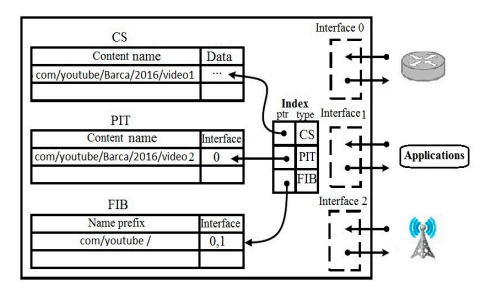 CS
Content name Data
com/youtube/Barca/2016/video1 ...
PIT
Content name Interface
com/youtube/Barca/2016/video2 0
FIB
Name prefix Interface
com/youtube / 0,1
Index
ptr type
CS
PIT
FIB
Interface 0
Interface1
Interface 2
Applications